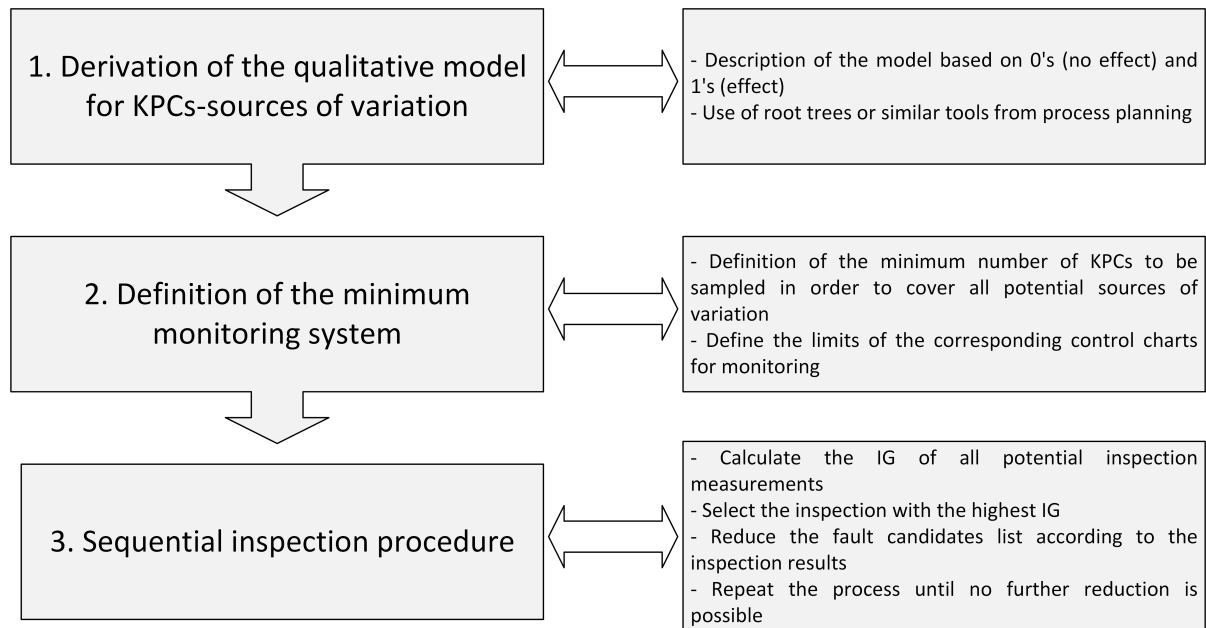 1. Derivation of the qualitative model
for KPCs-sources of variation
- Description of the model based on 0's (no effect) and
1's (effect)
- Use of root trees or similar tools from process planning
2. Definition of the minimum
monitoring system
- Definition of the minimum number of KPCs to be
sampled in order to cover all potential sources of
variation
- Define the limits of the corresponding control charts
for monitoring
3. Sequential inspection procedure
- Calculate the IG of all potential inspection
measurements
- Select the inspection with the highest IG
- Reduce the fault candidates list according to the
inspection results
- Repeat the process until no further reduction is
possible